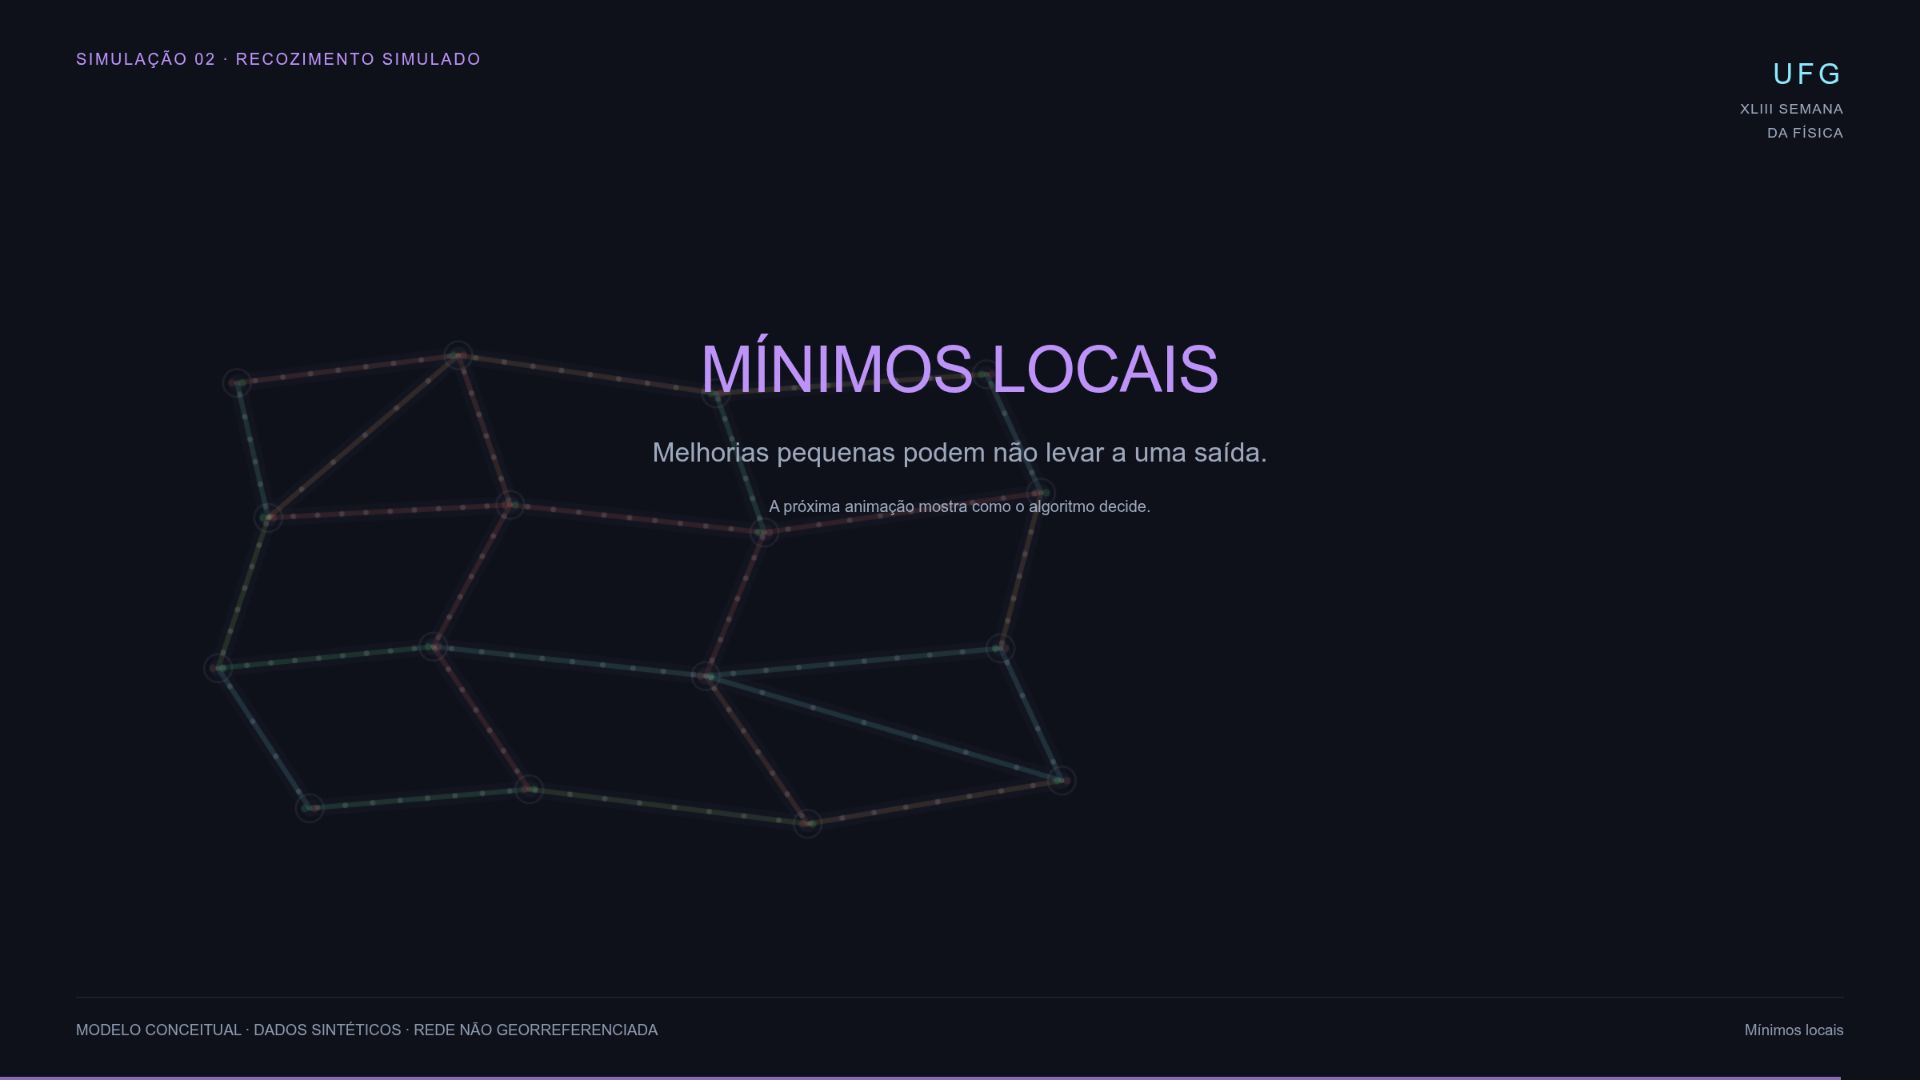 SIMULAÇÃO 02 · RECOZIMENTO SIMULADO
UFG
XLIII SEMANA
DA FÍSICA
MÍNIMOS LOCAIS
Melhorias pequenas podem não levar a uma saída.
A próxima animação mostra como o algoritmo decide.
MODELO CONCEITUAL · DADOS SINTÉTICOS · REDE NÃO GEORREFERENCIADA
Mínimos locais